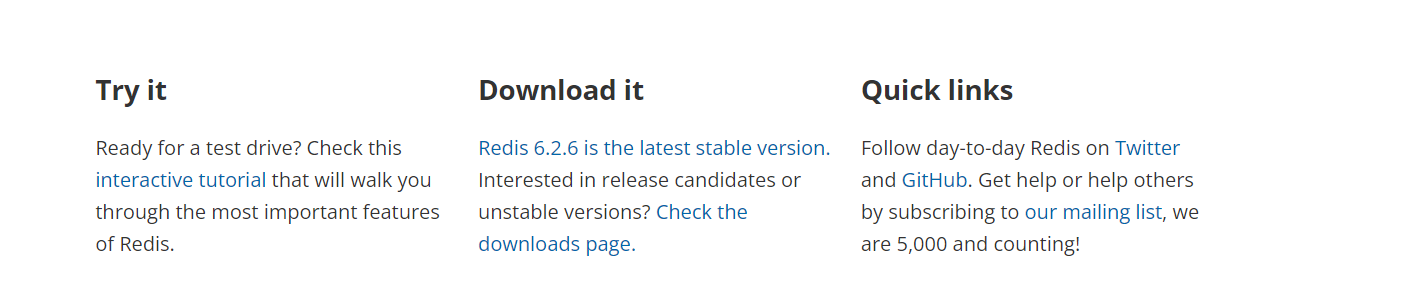 Try it
Ready for a test drive? Check this
interactive tutorial that will walk you
through the most important features
of Redis.
Download it
Redis 6.2.6 is the latest stable version.
Interested in release candidates or
unstable versions? Check the
downloads page.
Quick links
Follow day-to-day Redis on Twitter
and GitHub. Get help or help others
by subscribing to our mailing list, we
are 5,000 and counting!